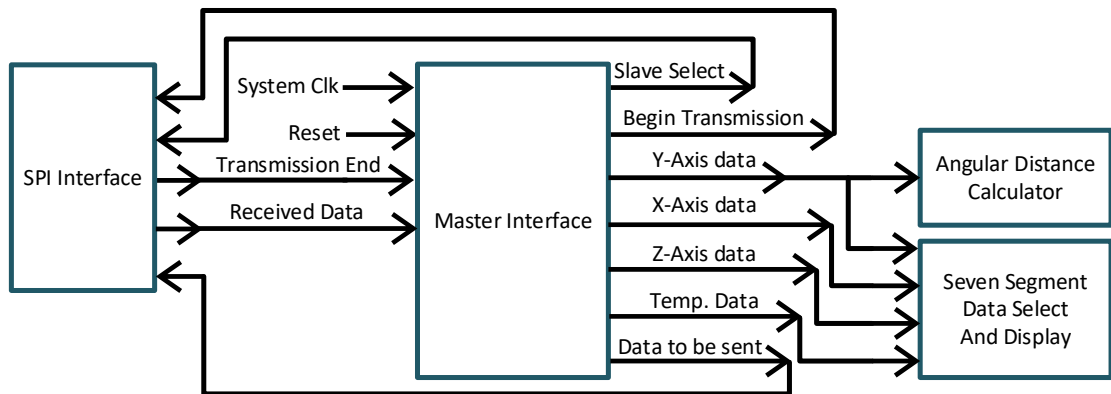 SPI Interface
System Clk
Reset
Transmission End
Received Data
Master Interface
Slave Select
Begin Transmission
Y-Axis data
X-Axis data
Z-Axis data
Temp. Data
Data to be sent
Angular Distance
Calculator
Seven Segment
Data Select
And Display